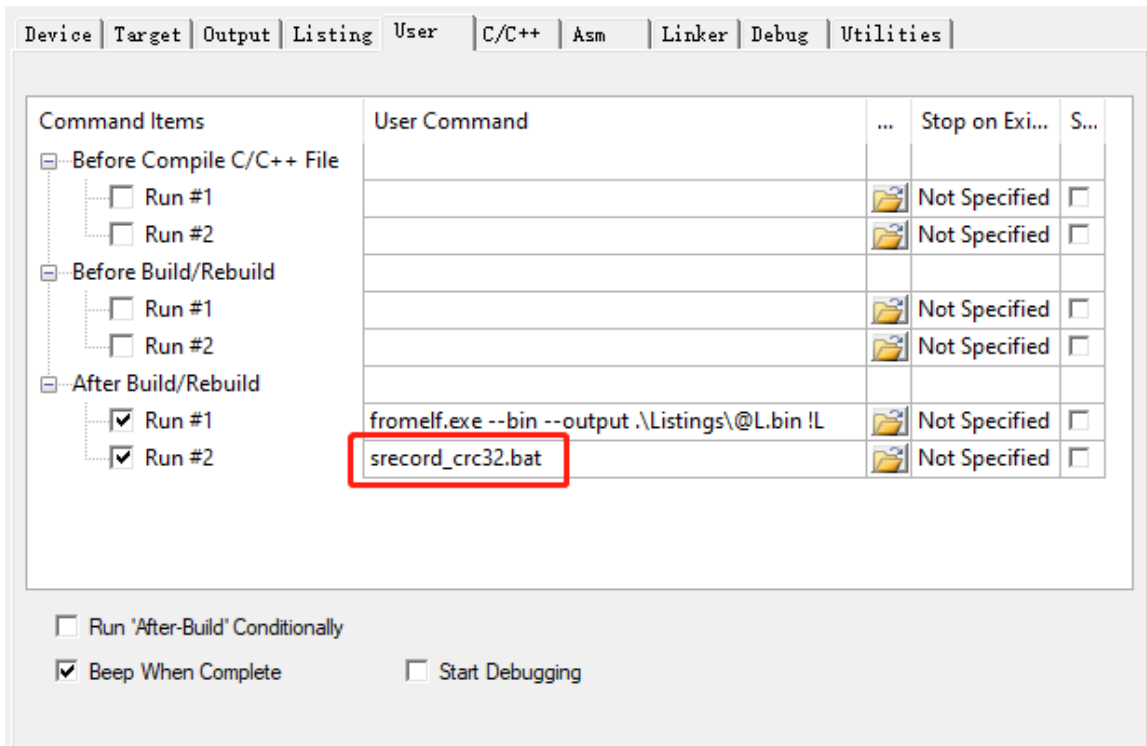 Device Target Output Listing User C/C++ Asm Linker Debug Utilities
Command Items User Command ... Stop on Exi... S...
Before Compile C/C++ File
Run #1 Not Specified
Run #2 Not Specified
Before Build/Rebuild
Run #1 Not Specified
Run #2 Not Specified
After Build/Rebuild
Run #1 fromelf.exe --bin --output .\Listings\@L.bin !L Not Specified
Run #2 srecord_crc32.bat Not Specified
Run 'After-Build' Conditionally
Beep When Complete Start Debugging